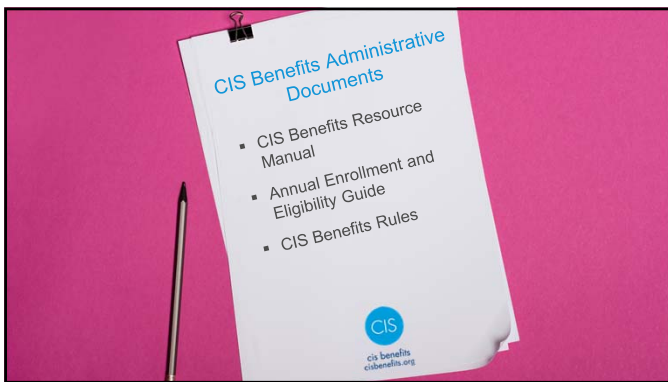 CIS Benefits Administrative
Documents
▪ CIS Benefits Resource
Manual
▪ Annual Enrollment and
Eligibility Guide
▪ CIS Benefits Rules
CIS
cis benefits
cisbenefits.org